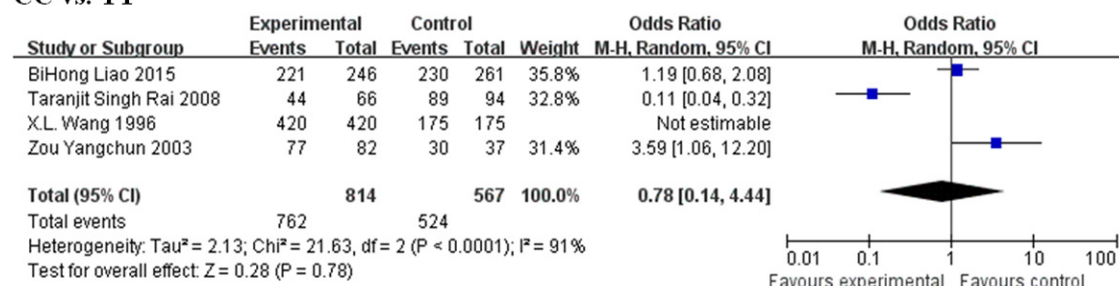 CC vs. TT
Experimental Control Odds Ratio Odds Ratio
Study or Subgroup Events Total Events Total Weight M-H, Random, 95% CI M-H, Random, 95% CI
BiHong Liao 2015 221 246 230 261 35.8% 1.19 [0.68, 2.08]
Taranjit Singh Rai 2008 44 66 89 94 32.8% 0.11 [0.04, 0.32]
X.L. Wang 1996 420 420 175 175 Not estimable
Zou Yangchun 2003 77 82 30 37 31.4% 3.59 [1.06, 12.20]
Total (95% CI) 814 567 100.0% 0.78 [0.14, 4.44]
Total events 762 524
Heterogeneity: Tau² = 2.13; Chi² = 21.63, df = 2 (P < 0.0001); I² = 91%
Test for overall effect: Z = 0.28 (P = 0.78)
0.01 0.1 1 10 100
Favours experimental Favours control